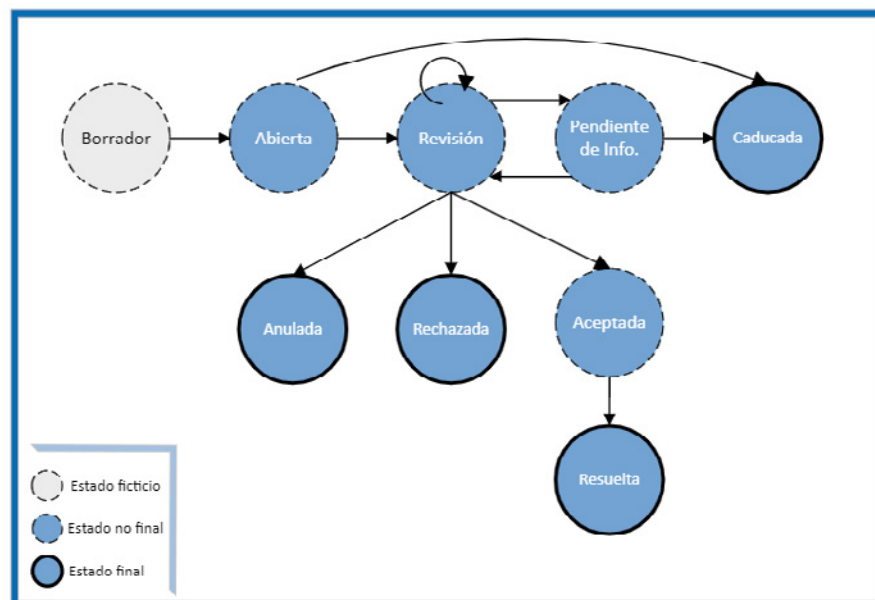 Borrador
Abierta
Revisión
Pendiente
de Info.
Caducada
Anulada
Rechazada
Aceptada
Resuelta
Estado ficticio
Estado no final
Estado final